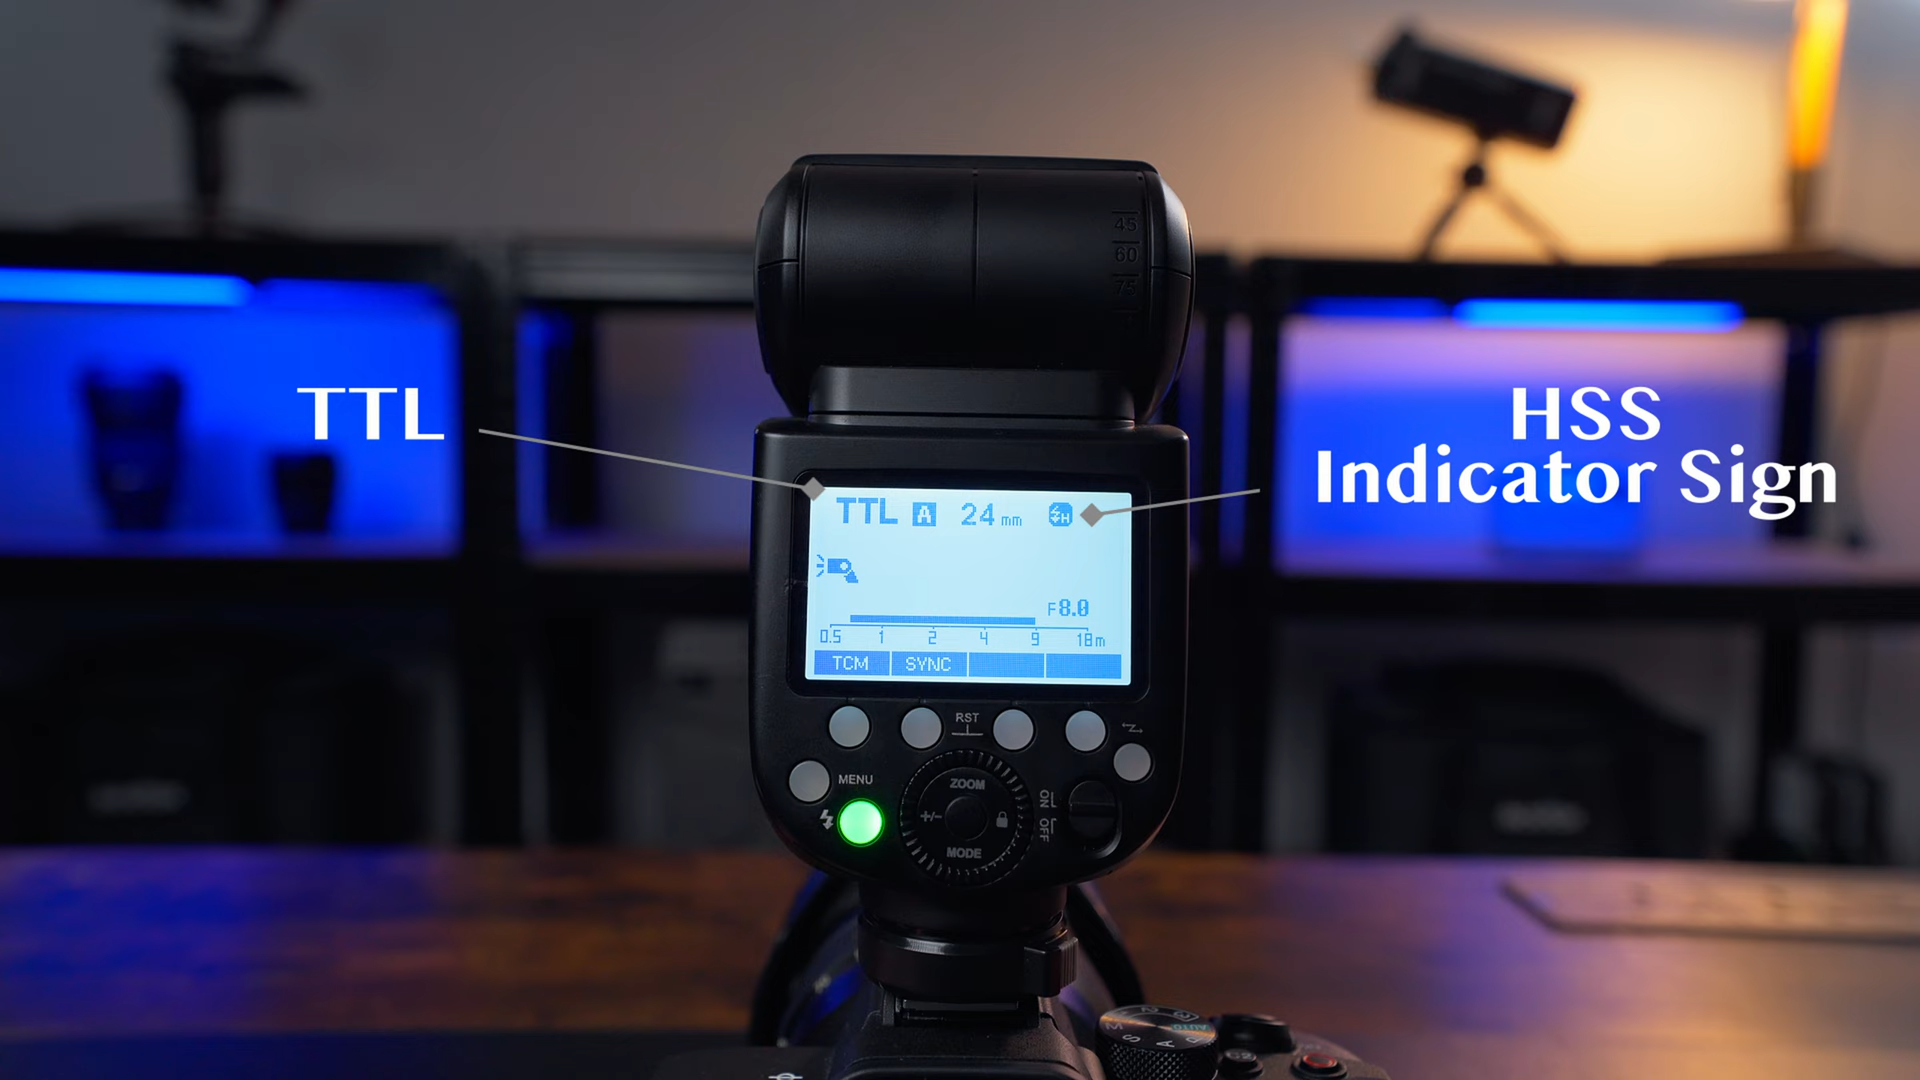 45
60
75
TTL
HSS
Indicator Sign
TTL A 24 mm H
F8.0
0.5 1 2 4 9 18m
TCM SYNC
RST
MENU
ZOOM
+/-
MODE
ON
OFF
AUTO
P
A
S
M